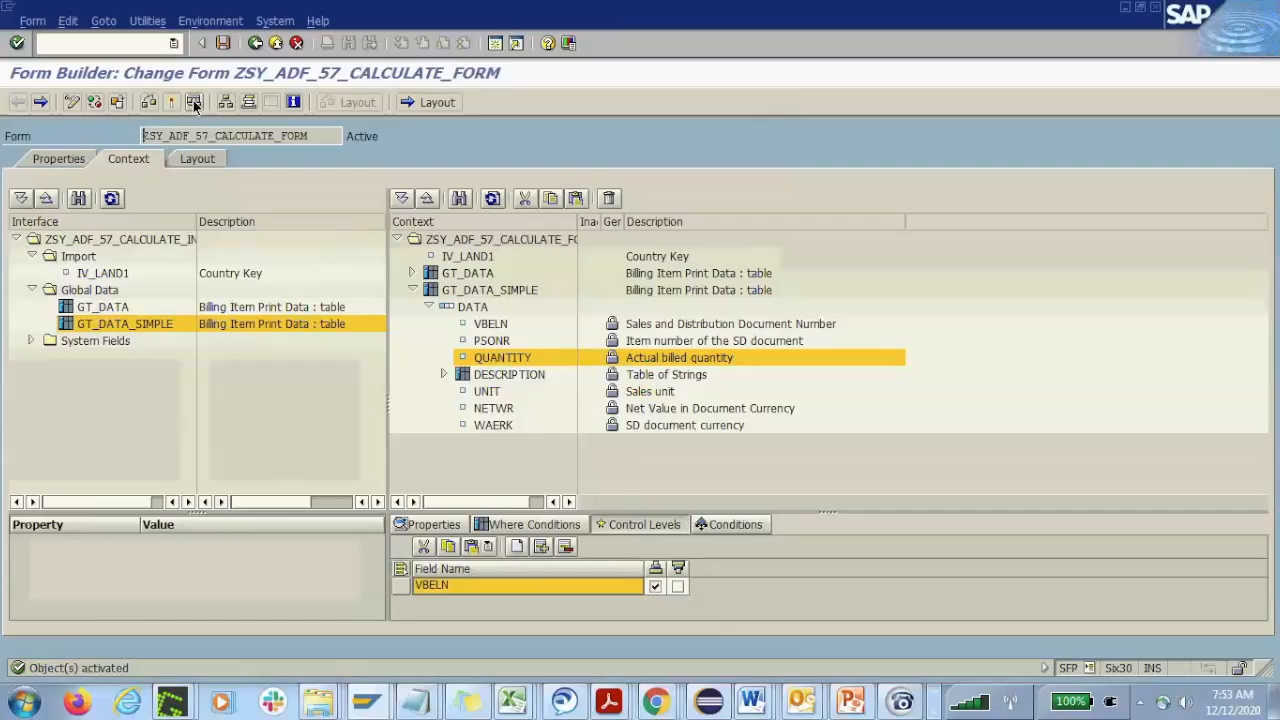 Form Edit Goto Utilities Environment System Help
SAP
Form Builder: Change Form ZSY_ADF_57_CALCULATE_FORM
Layout Layout
Form ZSY_ADF_57_CALCULATE_FORM Active
Properties Context Layout
Interface Description Context Ina Ger Description
ZSY_ADF_57_CALCULATE_IN ZSY_ADF_57_CALCULATE_FO
Import IV_LAND1 Country Key
IV_LAND1 Country Key GT_DATA Billing Item Print Data : table
Global Data GT_DATA_SIMPLE Billing Item Print Data : table
GT_DATA Billing Item Print Data : table DATA
GT_DATA_SIMPLE Billing Item Print Data : table VBELN Sales and Distribution Document Number
System Fields PSONR Item number of the SD document
QUANTITY Actual billed quantity
DESCRIPTION Table of Strings
UNIT Sales unit
NETWR Net Value in Document Currency
WAERK SD document currency
Property Value Properties Where Conditions Control Levels Conditions
Field Name
VBELN
Object(s) activated SFP Six30 INS
100% 7:53 AM
12/12/2020